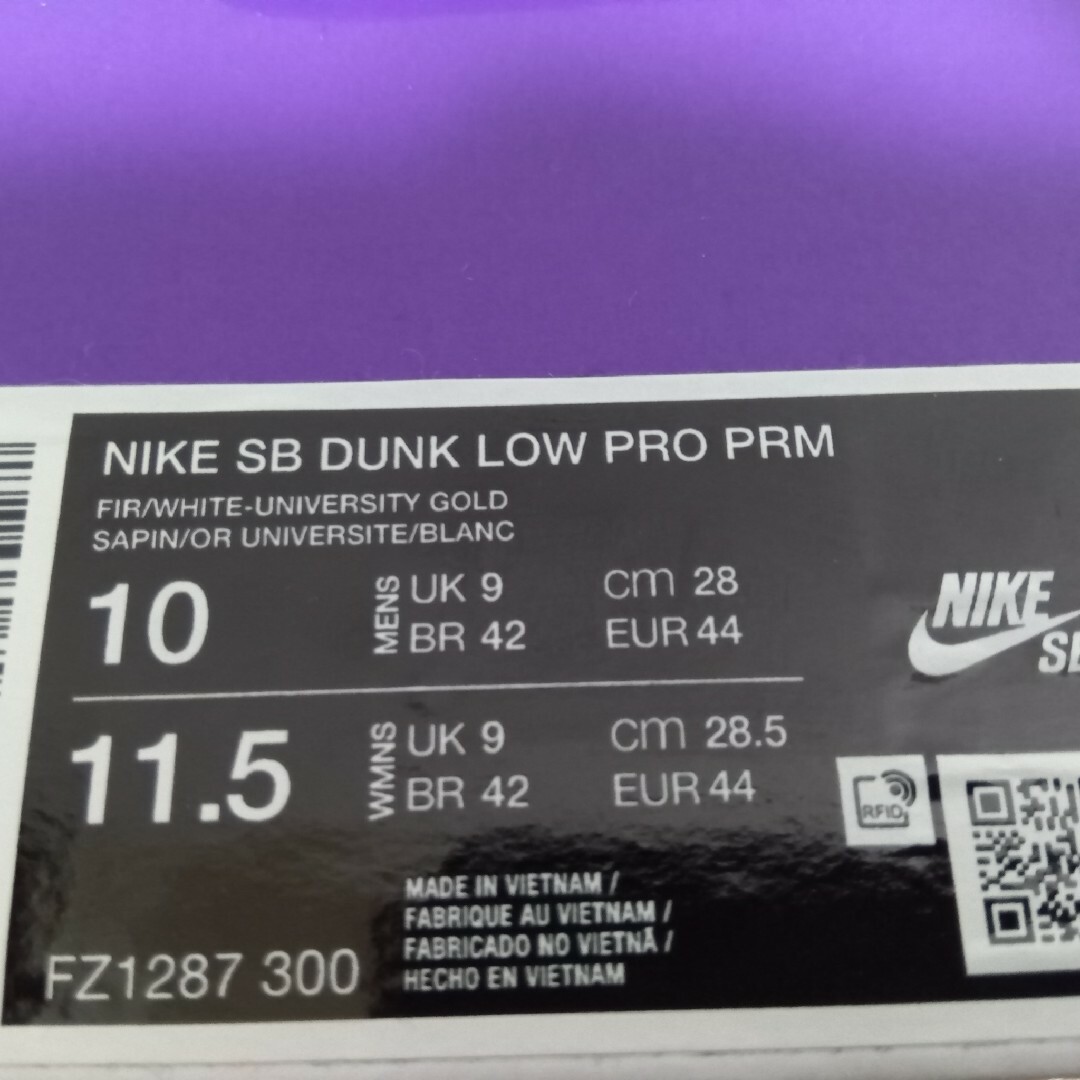 NIKE SB DUNK LOW PRO PRM
FIR/WHITE-UNIVERSITY GOLD
SAPIN/OR UNIVERSITE/BLANC
10 MENS UK 9 cm 28
BR 42 EUR 44
11.5 WMNS UK 9 cm 28.5
BR 42 EUR 44
NIKE
SB
RFID
MADE IN VIETNAM /
FABRIQUE AU VIETNAM /
FABRICADO NO VIETNÃ /
HECHO EN VIETNAM
FZ1287 300